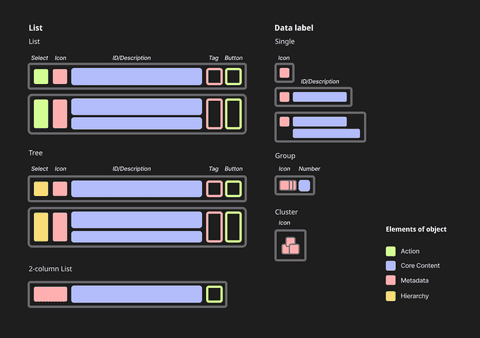 List
List
Select Icon ID/Description Tag Button
Tree
Select Icon ID/Description Tag Button
2-column List
Data label
Single
Icon
ID/Description
Group
Icon Number
Cluster
Icon
Elements of object
Action
Core Content
Metadata
Hierarchy